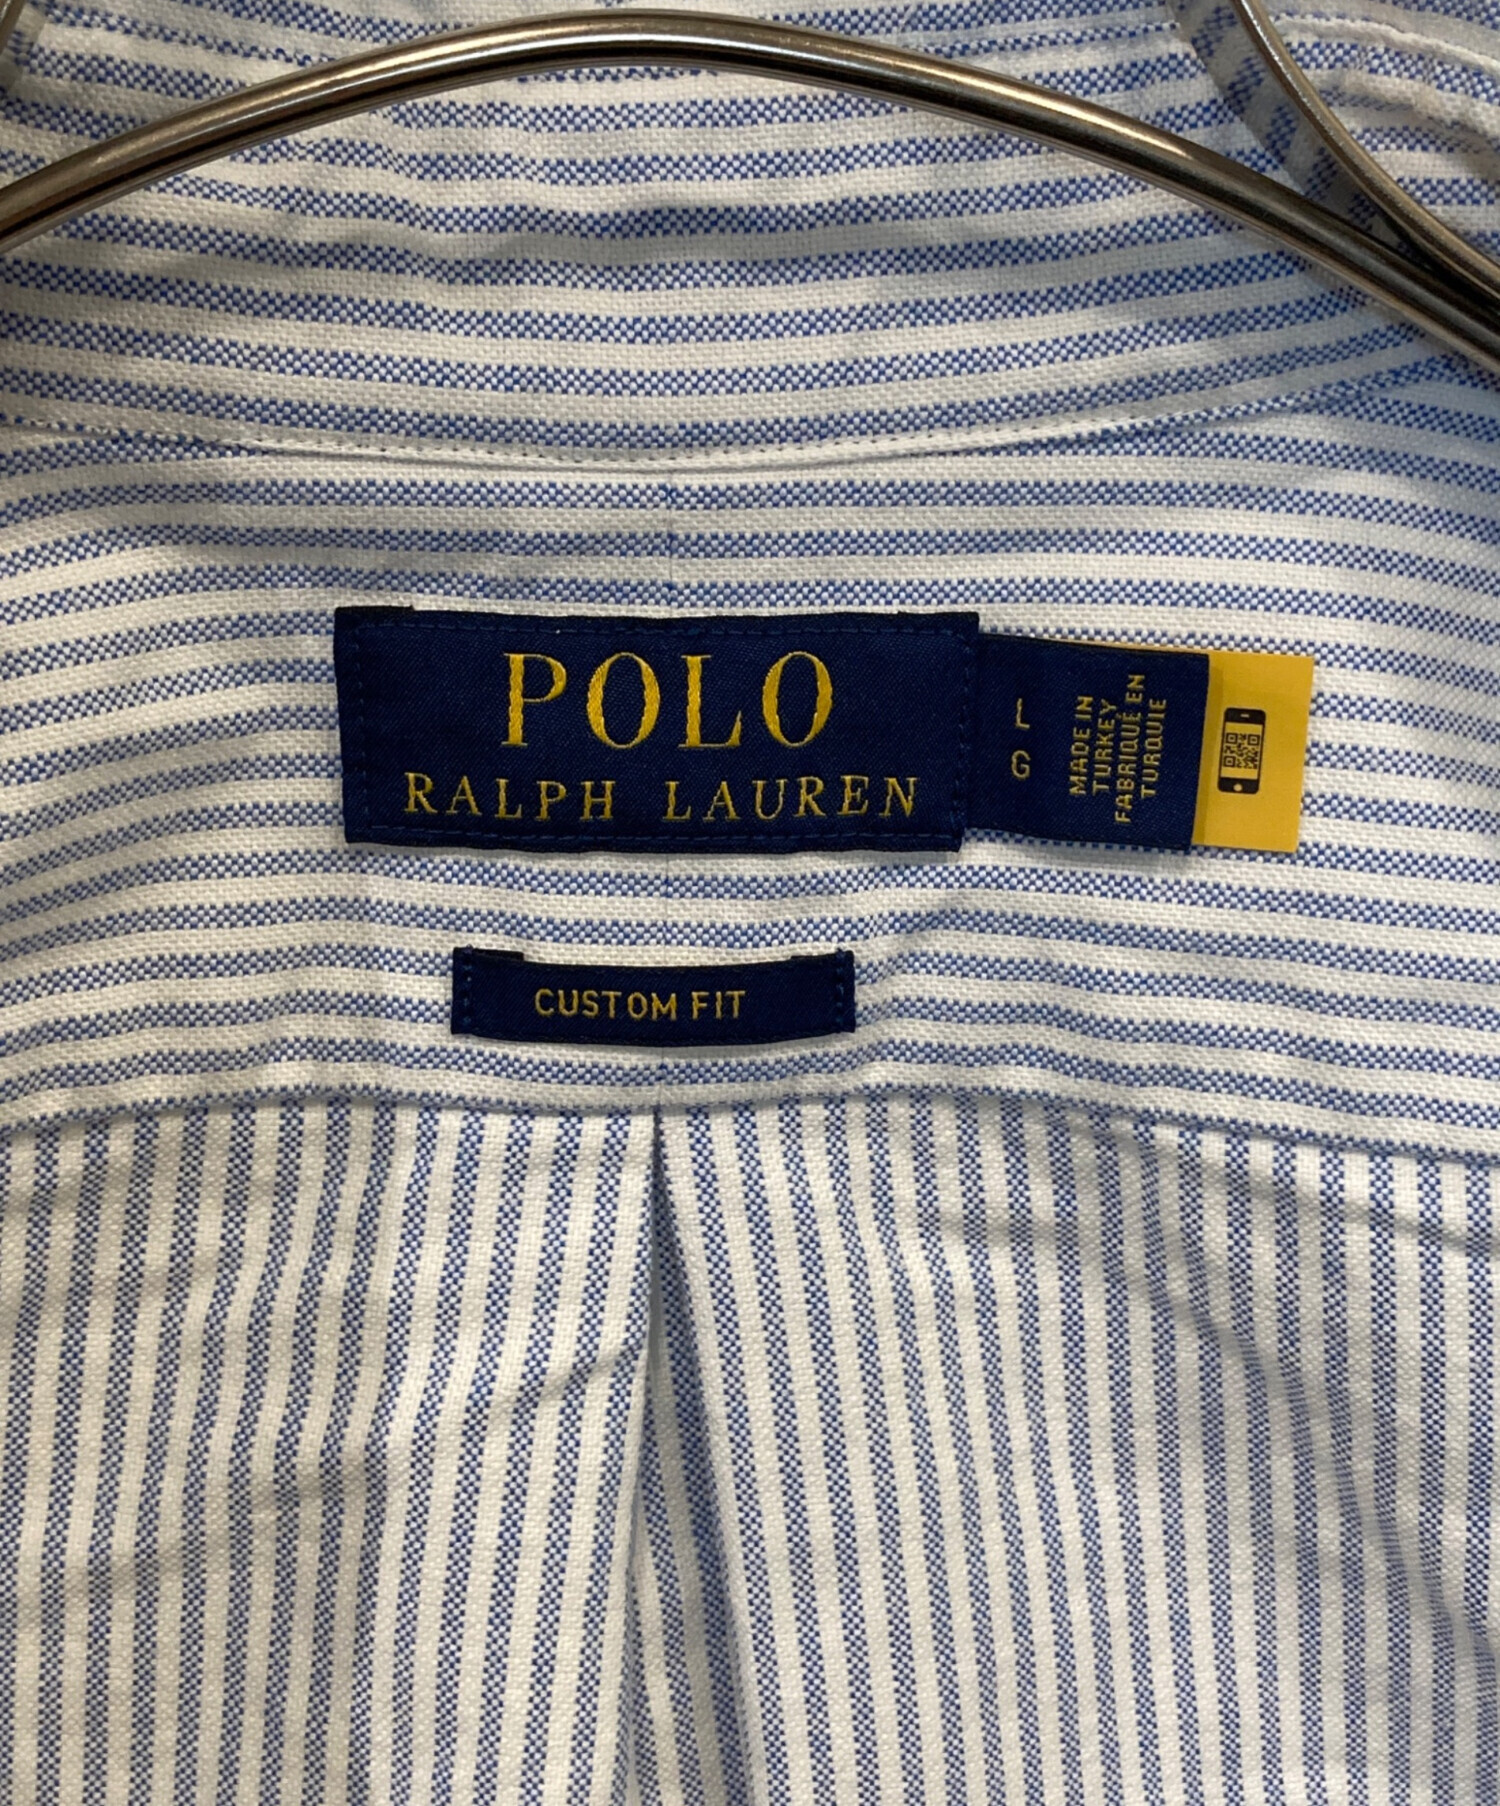 POLO
RALPH LAUREN
L
G
MADE IN
TURKEY
FABRIQUÉ EN
TURQUIE
CUSTOM FIT